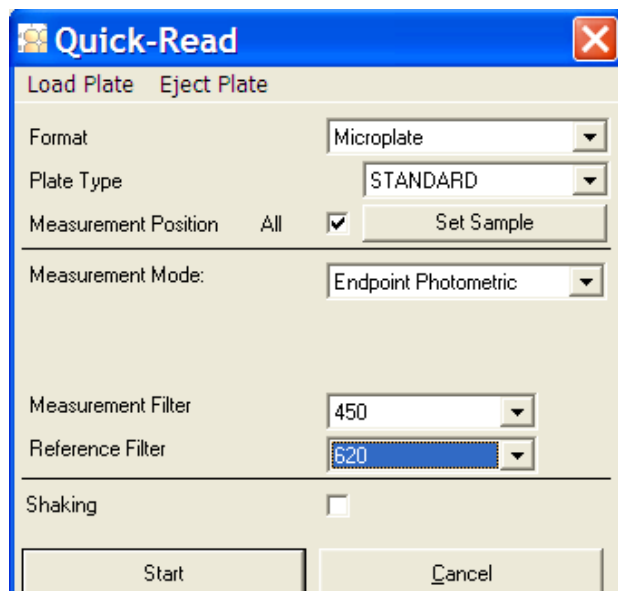 Quick-Read
Load Plate Eject Plate
Format Microplate
Plate Type STANDARD
Measurement Position All Set Sample
Measurement Mode: Endpoint Photometric
Measurement Filter 450
Reference Filter 620
Shaking
Start Cancel